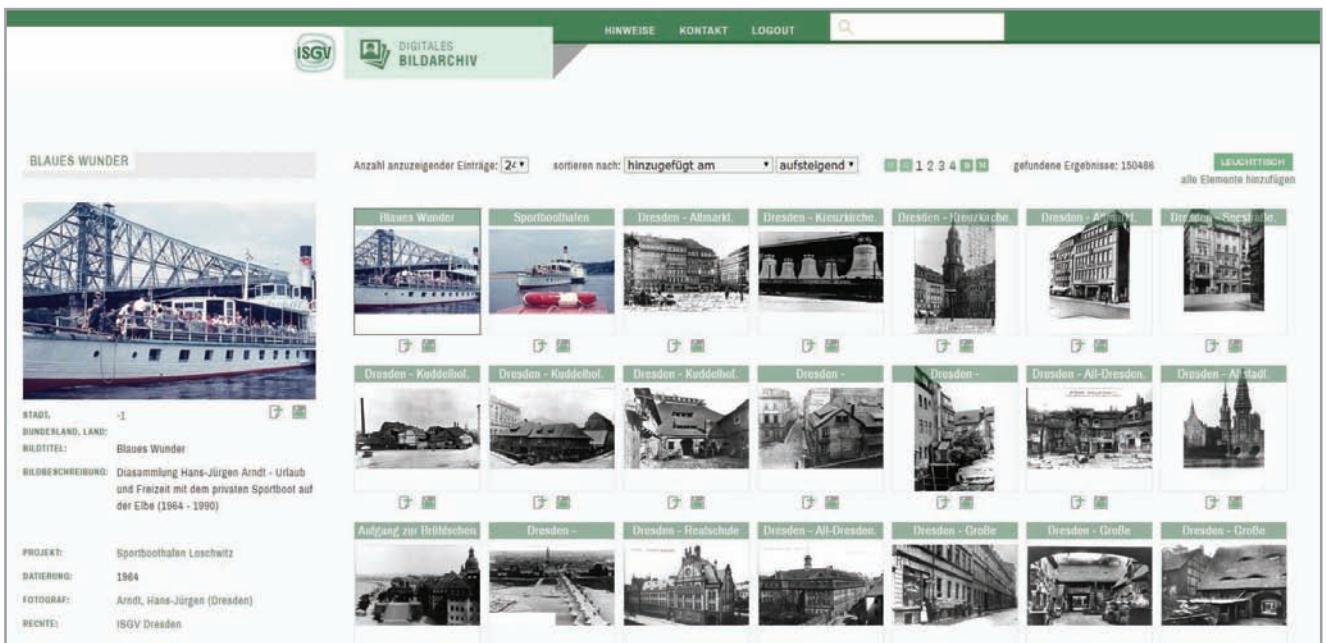 HINWEISE KONTAKT LOGOUT
ISGV
DIGITALES
BILDARCHIV
BLAUES WUNDER
Anzahl anzuzeigender Einträge: 24 sortieren nach: hinzugefügt am aufsteigend 1 2 3 4 gefundene Ergebnisse: 150466
LEUCHTTISCH
alle Elemente hinzufügen
Blaues Wunder Sportboothafen Dresden - Altmarkt. Dresden - Kreuzkirche. Dresden - Kreuzkirche Dresden - Altmarkt. Dresden - Seestraße.
Dresden - Kuddelhof. Dresden - Kuddelhof. Dresden - Kuddelhof. Dresden - Dresden - Dresden - Alt-Dresden. Dresden - Altstadt.
STADT, -1
BUNDESLAND, LAND:
BILDTITEL: Blaues Wunder
BILDBESCHREIBUNG: Diasammlung Hans-Jürgen Arndt - Urlaub
und Freizeit mit dem privaten Sportboot auf
der Elbe (1964 - 1990)
Aufgang zur Brühlschen Dresden - Dresden - Realschule Dresden - Alt-Dresden. Dresden - Große Dresden - Große Dresden - Große
PROJEKT: Sportboothafen Loschwitz
DATIERUNG: 1964
FOTOGRAF: Arndt, Hans-Jürgen (Dresden)
RECHTE: ISGV Dresden